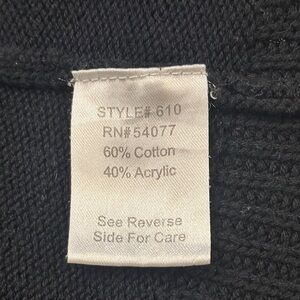 STYLE# 610
RN#54077
60% Cotton
40% Acrylic
See Reverse
Side For Care